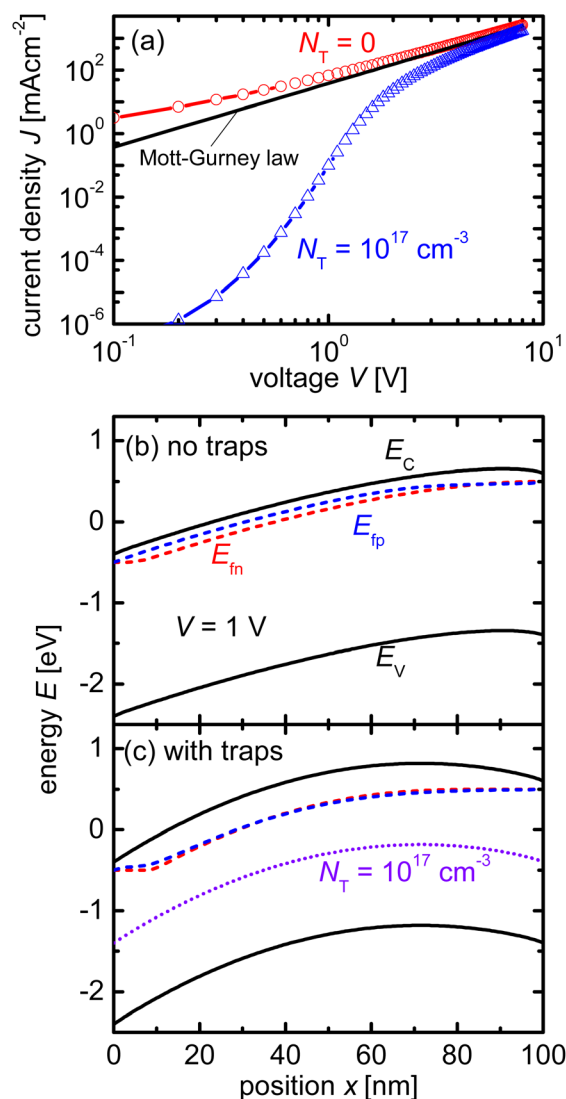 (a)
N_T = 0
10^2
10^0
10^-2
10^-4
10^-6
current density J [mAcm^-2]
Mott-Gurney law
N_T = 10^17 cm^-3
10^-1 10^0 10^1
voltage V [V]
(b) no traps
E_C
E_fp
E_fn
V = 1 V
E_V
1
0
-1
-2
energy E [eV]
(c) with traps
N_T = 10^17 cm^-3
1
0
-1
-2
0 20 40 60 80 100
position x [nm]